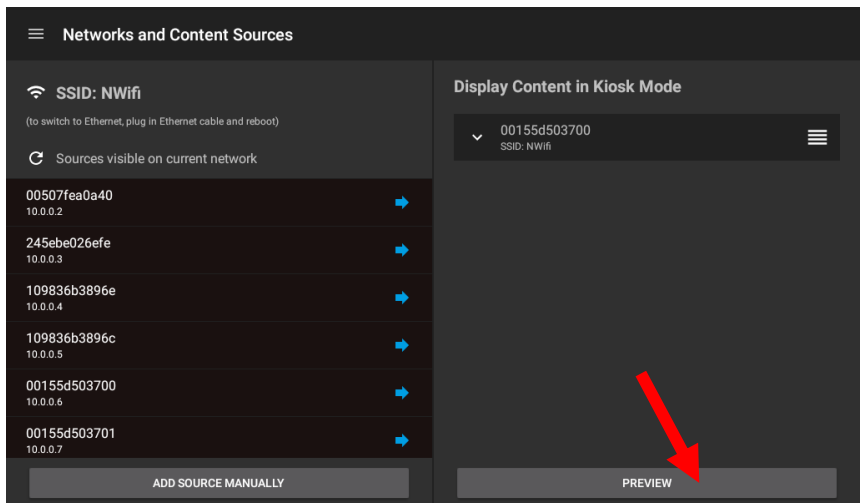 Networks and Content Sources
SSID: NWifi
(to switch to Ethernet, plug in Ethernet cable and reboot)
Sources visible on current network
00507fea0a40
10.0.0.2
245ebe026efe
10.0.0.3
109836b3896e
10.0.0.4
109836b3896c
10.0.0.5
00155d503700
10.0.0.6
00155d503701
10.0.0.7
ADD SOURCE MANUALLY
Display Content in Kiosk Mode
00155d503700
SSID: NWifi
PREVIEW